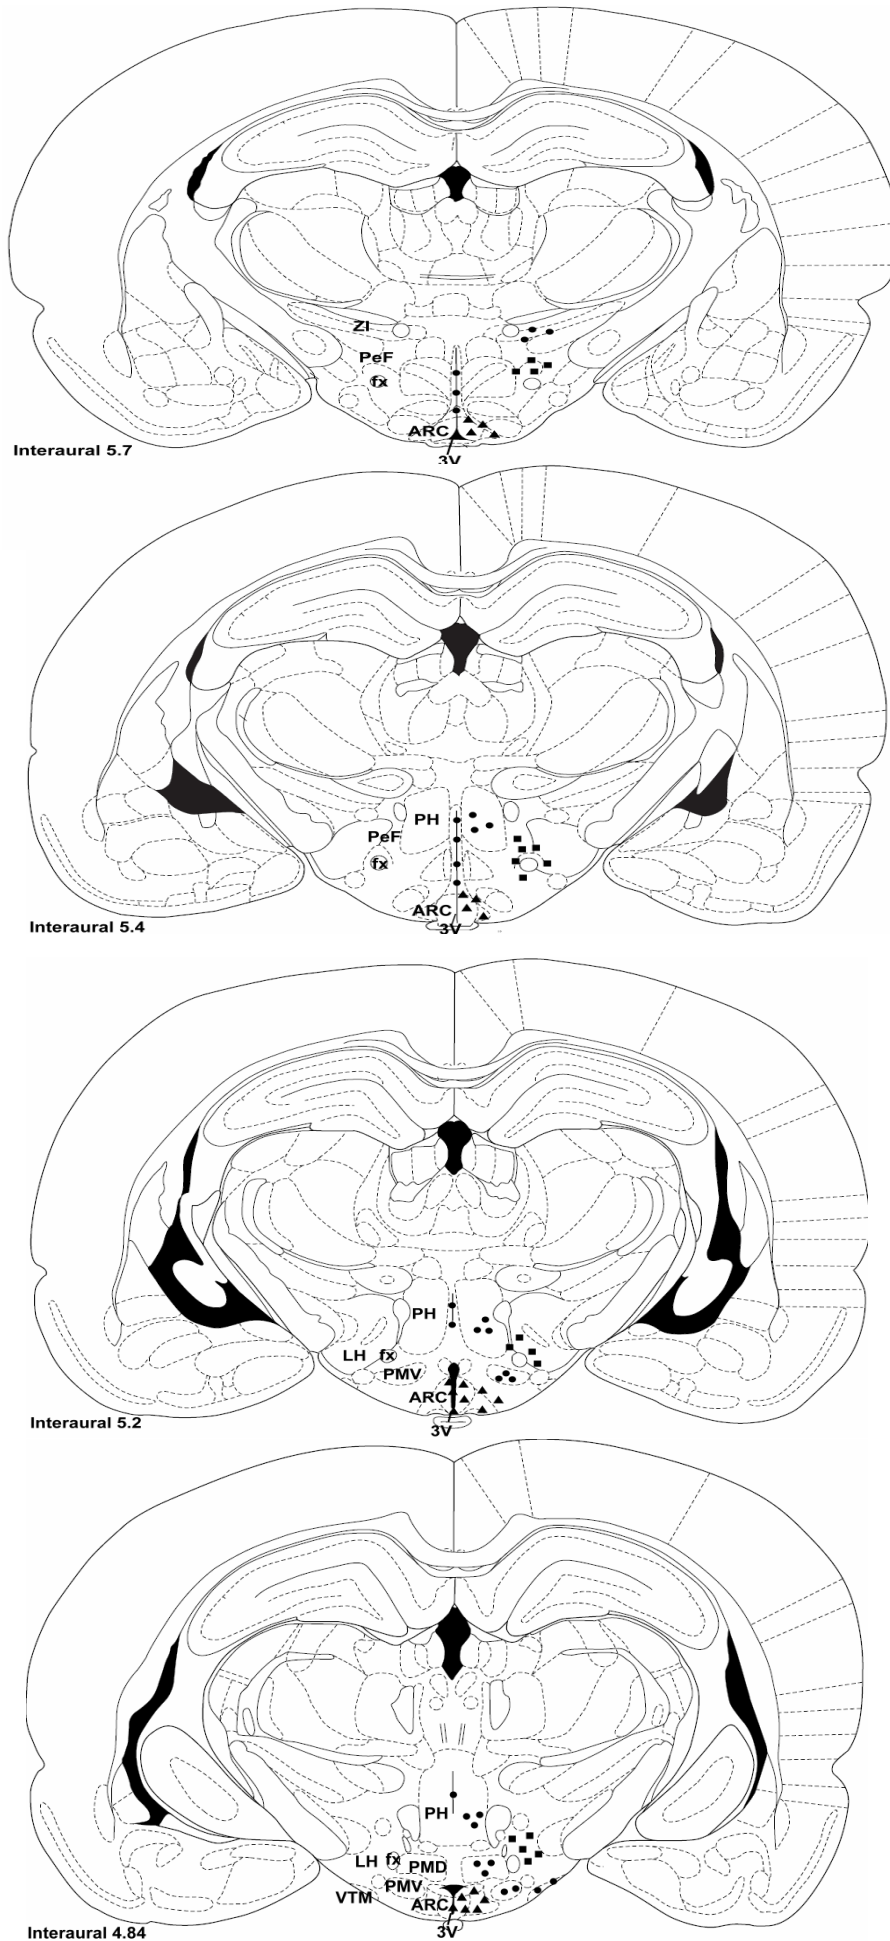 ZI
PeF
fx
ARC
3V
Interaural 5.7
PH
PeF
fx
ARC
3V
Interaural 5.4
PH
LH fx
PMV
ARC
3V
Interaural 5.2
PH
LH fx PMD
PMV
VTM
ARC
3V
Interaural 4.84